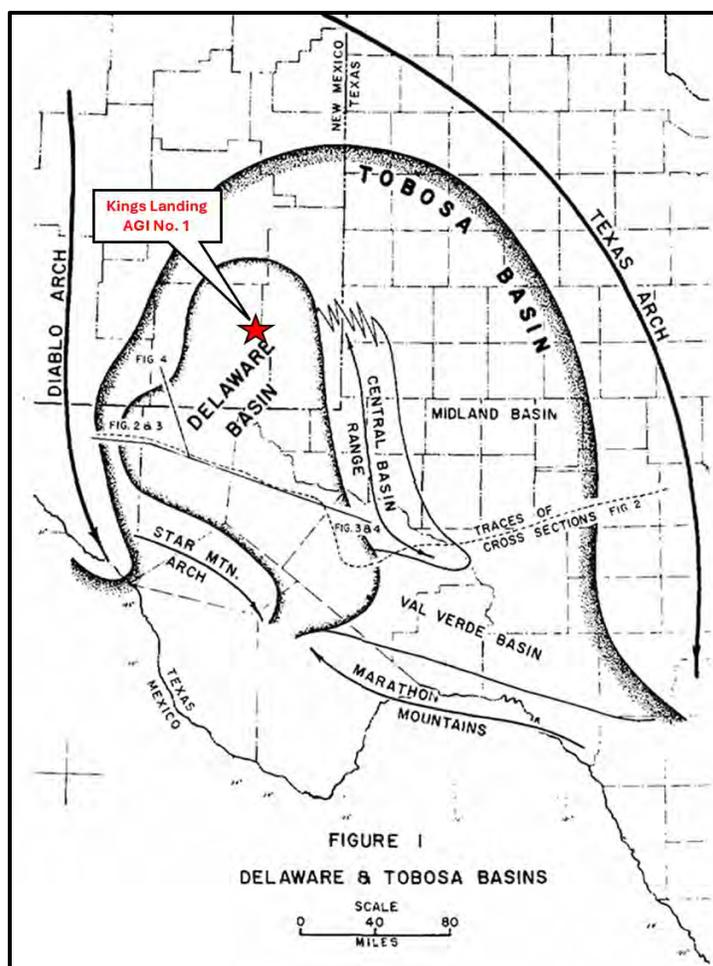 NEW MEXICO
TEXAS
TOBOSA BASIN
TEXAS ARCH
Kings Landing
AGI No. 1
DIABLO ARCH
FIG. 4
DELAWARE
BASIN
CENTRAL BASIN
RANGE
MIDLAND BASIN
FIG. 2 & 3
FIG. 3 & 4
TRACES OF
CROSS SECTIONS FIG. 2
STAR MTN.
ARCH
VAL VERDE BASIN
TEXAS
MEXICO
MARATHON
MOUNTAINS
FIGURE 1
DELAWARE & TOBOSA BASINS
SCALE
0 40 80
MILES